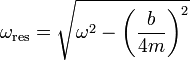 ω_res = √(ω² − (b/4m)²)